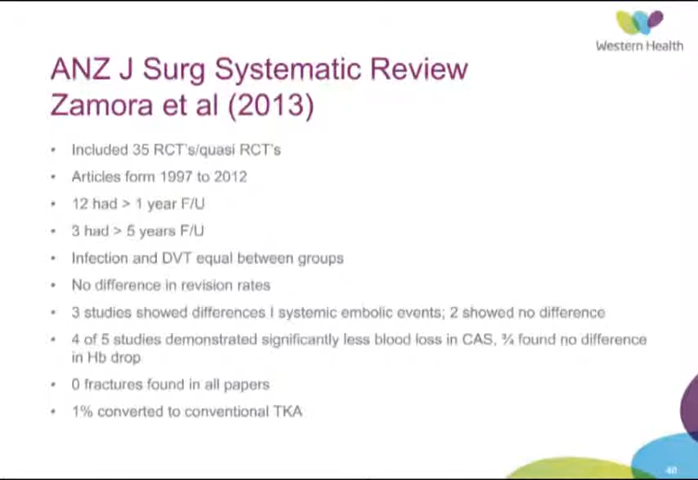 Western Health
ANZ J Surg Systematic Review
Zamora et al (2013)
• Included 35 RCT's/quasi RCT's
• Articles form 1997 to 2012
• 12 had > 1 year F/U
• 3 had > 5 years F/U
• Infection and DVT equal between groups
• No difference in revision rates
• 3 studies showed differences I systemic embolic events; 2 showed no difference
• 4 of 5 studies demonstrated significantly less blood loss in CAS, ¾ found no difference
in Hb drop
• 0 fractures found in all papers
• 1% converted to conventional TKA
40